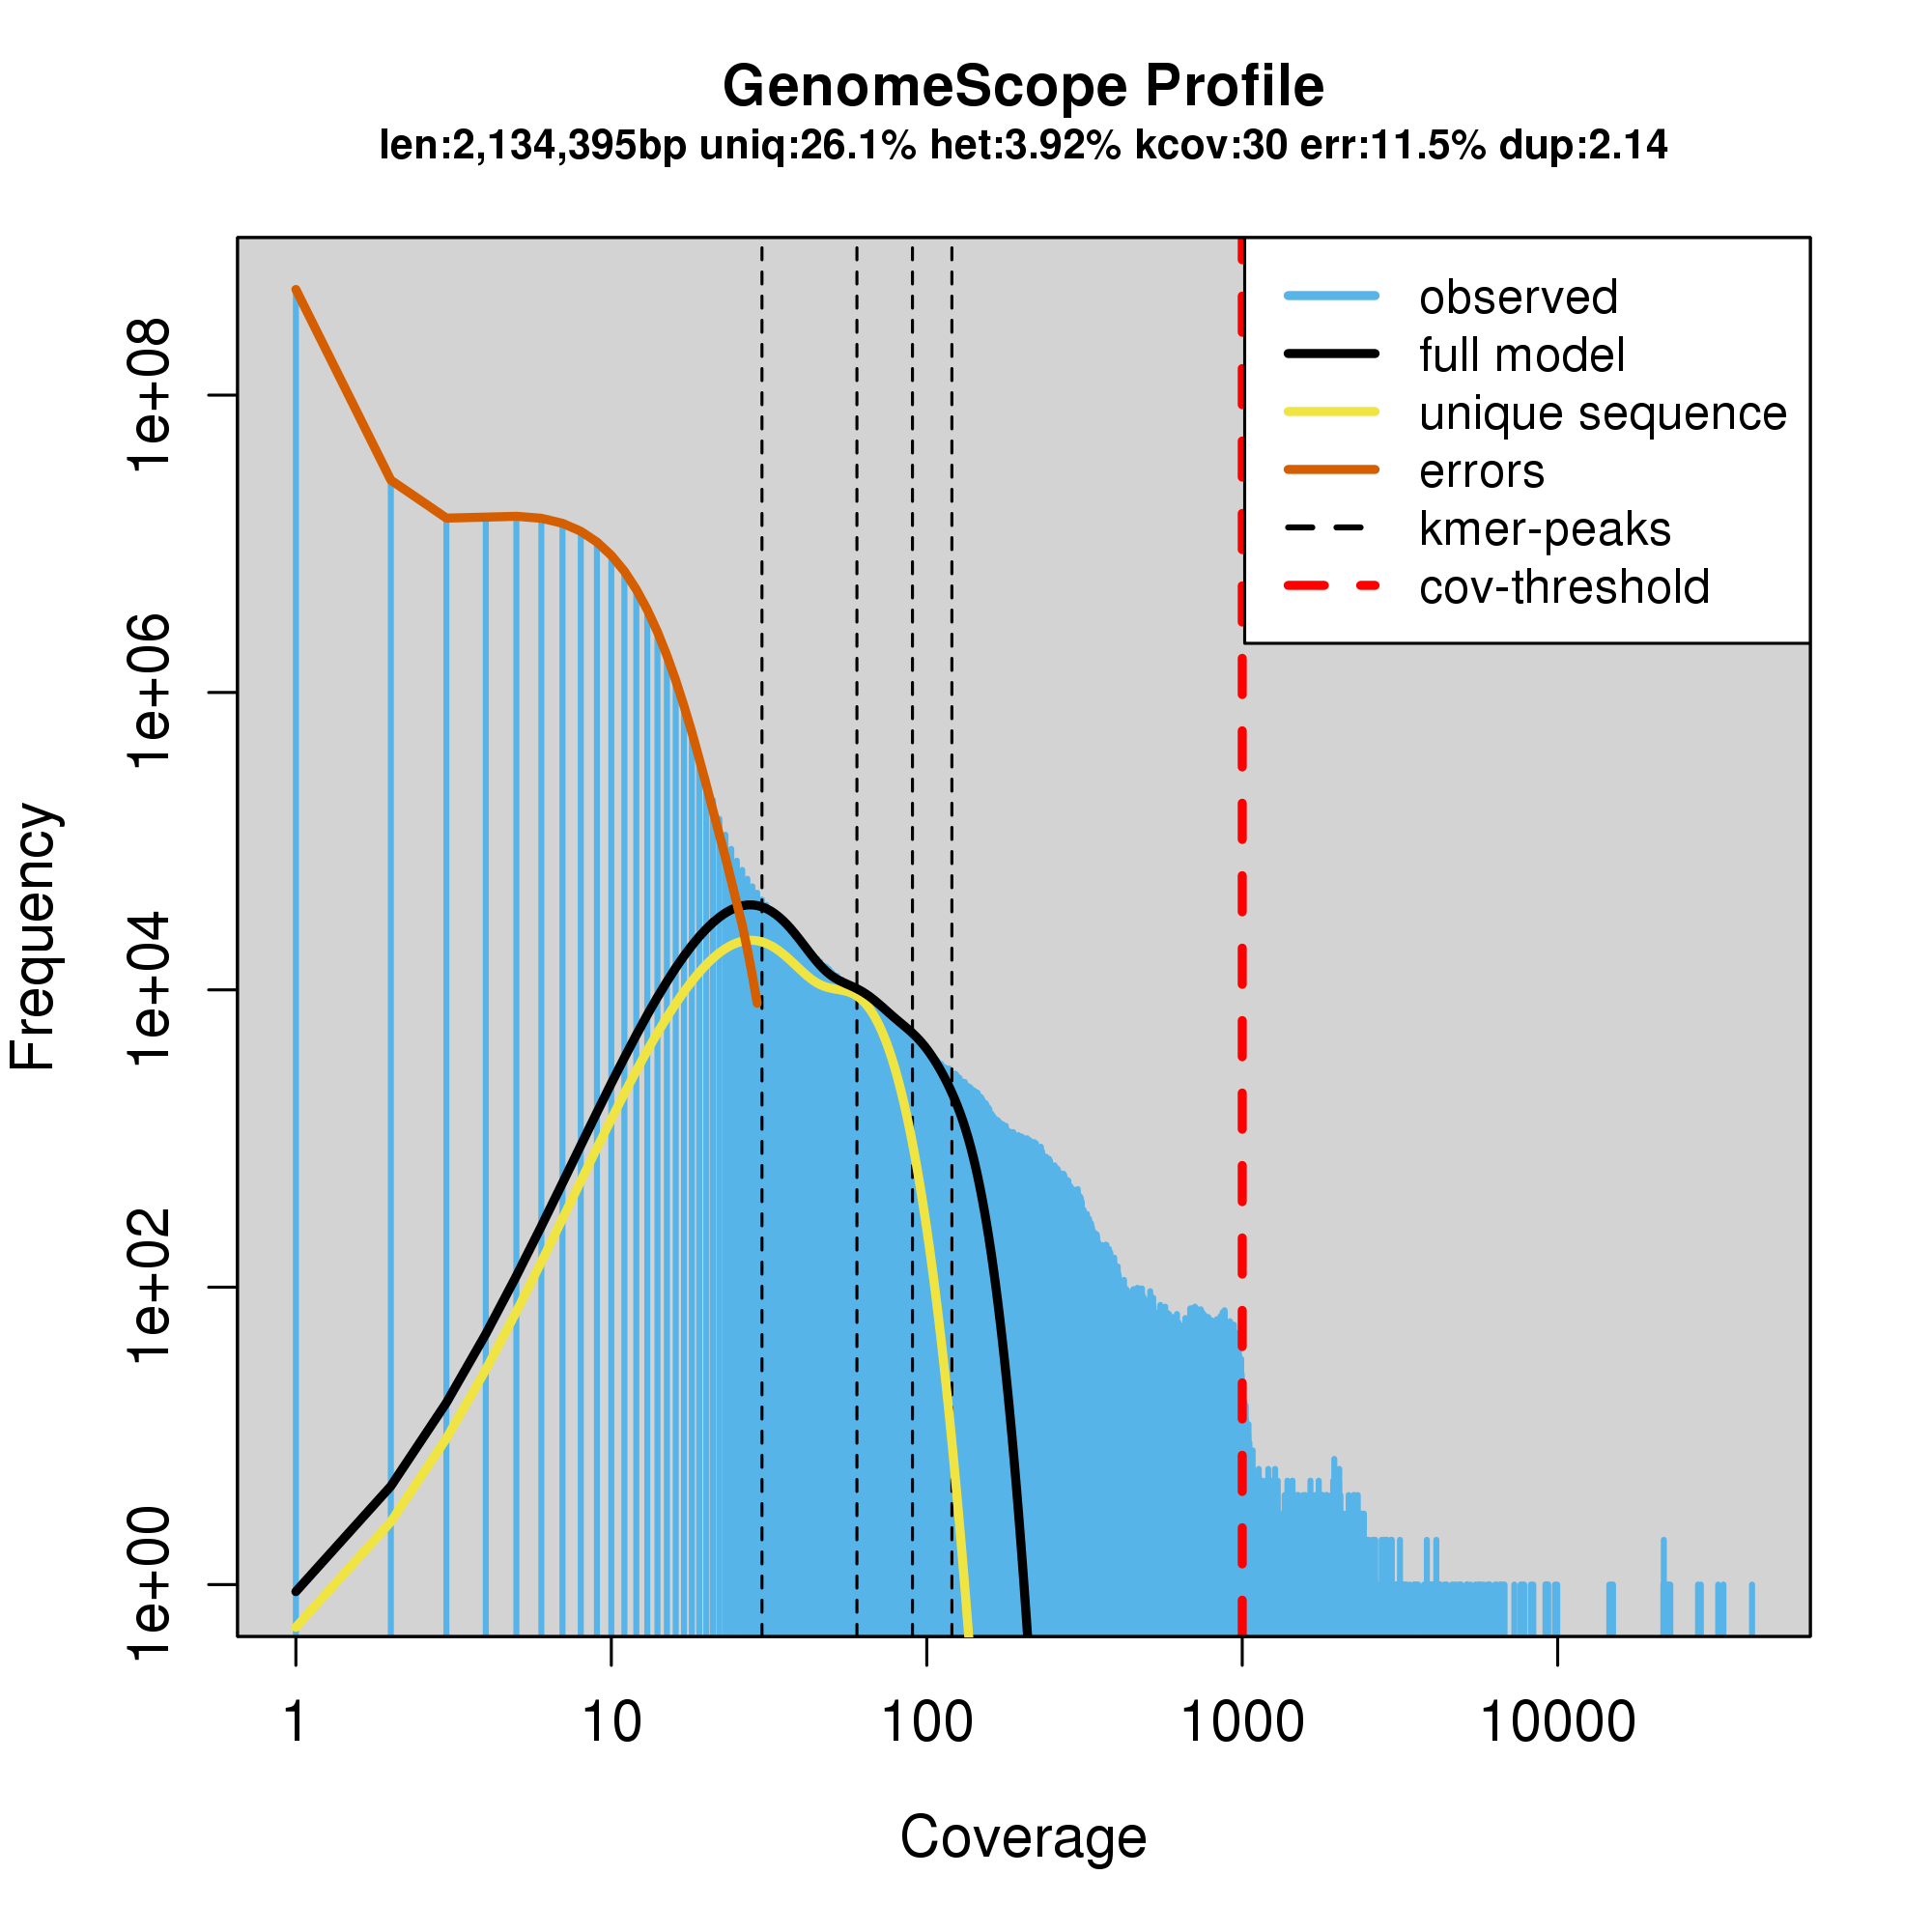 GenomeScope Profile
len:2,134,395bp uniq:26.1% het:3.92% kcov:30 err:11.5% dup:2.14
observed
full model
unique sequence
errors
kmer-peaks
cov-threshold
Frequency
1e+08
1e+06
1e+04
1e+02
1e+00
1 10 100 1000 10000
Coverage